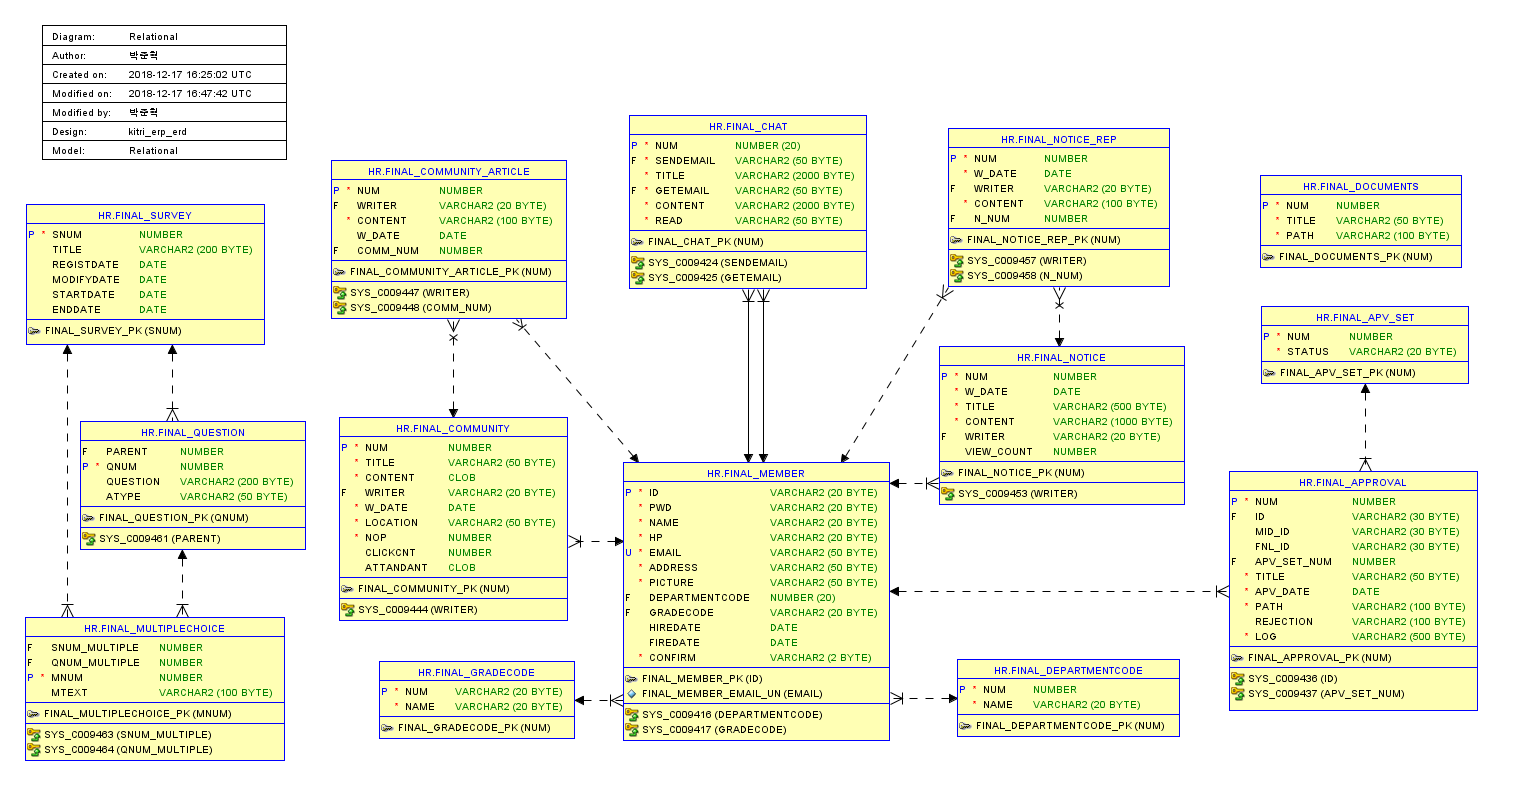 Diagram: Relational
Author: 박준혁
Created on: 2018-12-17 16:25:02 UTC
Modified on: 2018-12-17 16:47:42 UTC
Modified by: 박준혁
Design: kitri_erp_erd
Model: Relational
HR.FINAL_SURVEY
P * SNUM NUMBER
TITLE VARCHAR2 (200 BYTE)
REGISTDATE DATE
MODIFYDATE DATE
STARTDATE DATE
ENDDATE DATE
FINAL_SURVEY_PK (SNUM)
HR.FINAL_QUESTION
F PARENT NUMBER
P * QNUM NUMBER
QUESTION VARCHAR2 (200 BYTE)
ATYPE VARCHAR2 (50 BYTE)
FINAL_QUESTION_PK (QNUM)
SYS_C009461 (PARENT)
HR.FINAL_MULTIPLECHOICE
F SNUM_MULTIPLE NUMBER
F QNUM_MULTIPLE NUMBER
P * MNUM NUMBER
MTEXT VARCHAR2 (100 BYTE)
FINAL_MULTIPLECHOICE_PK (MNUM)
SYS_C009463 (SNUM_MULTIPLE)
SYS_C009464 (QNUM_MULTIPLE)
HR.FINAL_COMMUNITY_ARTICLE
P * NUM NUMBER
F WRITER VARCHAR2 (20 BYTE)
* CONTENT VARCHAR2 (100 BYTE)
W_DATE DATE
F COMM_NUM NUMBER
FINAL_COMMUNITY_ARTICLE_PK (NUM)
SYS_C009447 (WRITER)
SYS_C009448 (COMM_NUM)
HR.FINAL_COMMUNITY
P * NUM NUMBER
* TITLE VARCHAR2 (50 BYTE)
* CONTENT CLOB
F WRITER VARCHAR2 (20 BYTE)
* W_DATE DATE
* LOCATION VARCHAR2 (50 BYTE)
* NOP NUMBER
CLICKCNT NUMBER
ATTANDANT CLOB
FINAL_COMMUNITY_PK (NUM)
SYS_C009444 (WRITER)
HR.FINAL_GRADECODE
P * NUM VARCHAR2 (20 BYTE)
* NAME VARCHAR2 (20 BYTE)
FINAL_GRADECODE_PK (NUM)
HR.FINAL_CHAT
P * NUM NUMBER (20)
F * SENDEMAIL VARCHAR2 (50 BYTE)
* TITLE VARCHAR2 (2000 BYTE)
F * GETEMAIL VARCHAR2 (50 BYTE)
* CONTENT VARCHAR2 (2000 BYTE)
* READ VARCHAR2 (50 BYTE)
FINAL_CHAT_PK (NUM)
SYS_C009424 (SENDEMAIL)
SYS_C009425 (GETEMAIL)
HR.FINAL_MEMBER
P * ID VARCHAR2 (20 BYTE)
* PWD VARCHAR2 (20 BYTE)
* NAME VARCHAR2 (20 BYTE)
* HP VARCHAR2 (20 BYTE)
U * EMAIL VARCHAR2 (50 BYTE)
* ADDRESS VARCHAR2 (50 BYTE)
* PICTURE VARCHAR2 (50 BYTE)
F DEPARTMENTCODE NUMBER (20)
F GRADECODE VARCHAR2 (20 BYTE)
HIREDATE DATE
FIREDATE DATE
* CONFIRM VARCHAR2 (2 BYTE)
FINAL_MEMBER_PK (ID)
FINAL_MEMBER_EMAIL_UN (EMAIL)
SYS_C009416 (DEPARTMENTCODE)
SYS_C009417 (GRADECODE)
HR.FINAL_NOTICE_REP
P * NUM NUMBER
* W_DATE DATE
F WRITER VARCHAR2 (20 BYTE)
* CONTENT VARCHAR2 (100 BYTE)
F N_NUM NUMBER
FINAL_NOTICE_REP_PK (NUM)
SYS_C009457 (WRITER)
SYS_C009458 (N_NUM)
HR.FINAL_NOTICE
P * NUM NUMBER
* W_DATE DATE
* TITLE VARCHAR2 (500 BYTE)
* CONTENT VARCHAR2 (1000 BYTE)
F WRITER VARCHAR2 (20 BYTE)
VIEW_COUNT NUMBER
FINAL_NOTICE_PK (NUM)
SYS_C009453 (WRITER)
HR.FINAL_DEPARTMENTCODE
P * NUM NUMBER
* NAME VARCHAR2 (20 BYTE)
FINAL_DEPARTMENTCODE_PK (NUM)
HR.FINAL_DOCUMENTS
P * NUM NUMBER
* TITLE VARCHAR2 (50 BYTE)
* PATH VARCHAR2 (100 BYTE)
FINAL_DOCUMENTS_PK (NUM)
HR.FINAL_APV_SET
P * NUM NUMBER
* STATUS VARCHAR2 (20 BYTE)
FINAL_APV_SET_PK (NUM)
HR.FINAL_APPROVAL
P * NUM NUMBER
F ID VARCHAR2 (30 BYTE)
MID_ID VARCHAR2 (30 BYTE)
FNL_ID VARCHAR2 (30 BYTE)
F APV_SET_NUM NUMBER
* TITLE VARCHAR2 (50 BYTE)
* APV_DATE DATE
* PATH VARCHAR2 (100 BYTE)
REJECTION VARCHAR2 (100 BYTE)
* LOG VARCHAR2 (500 BYTE)
FINAL_APPROVAL_PK (NUM)
SYS_C009436 (ID)
SYS_C009437 (APV_SET_NUM)